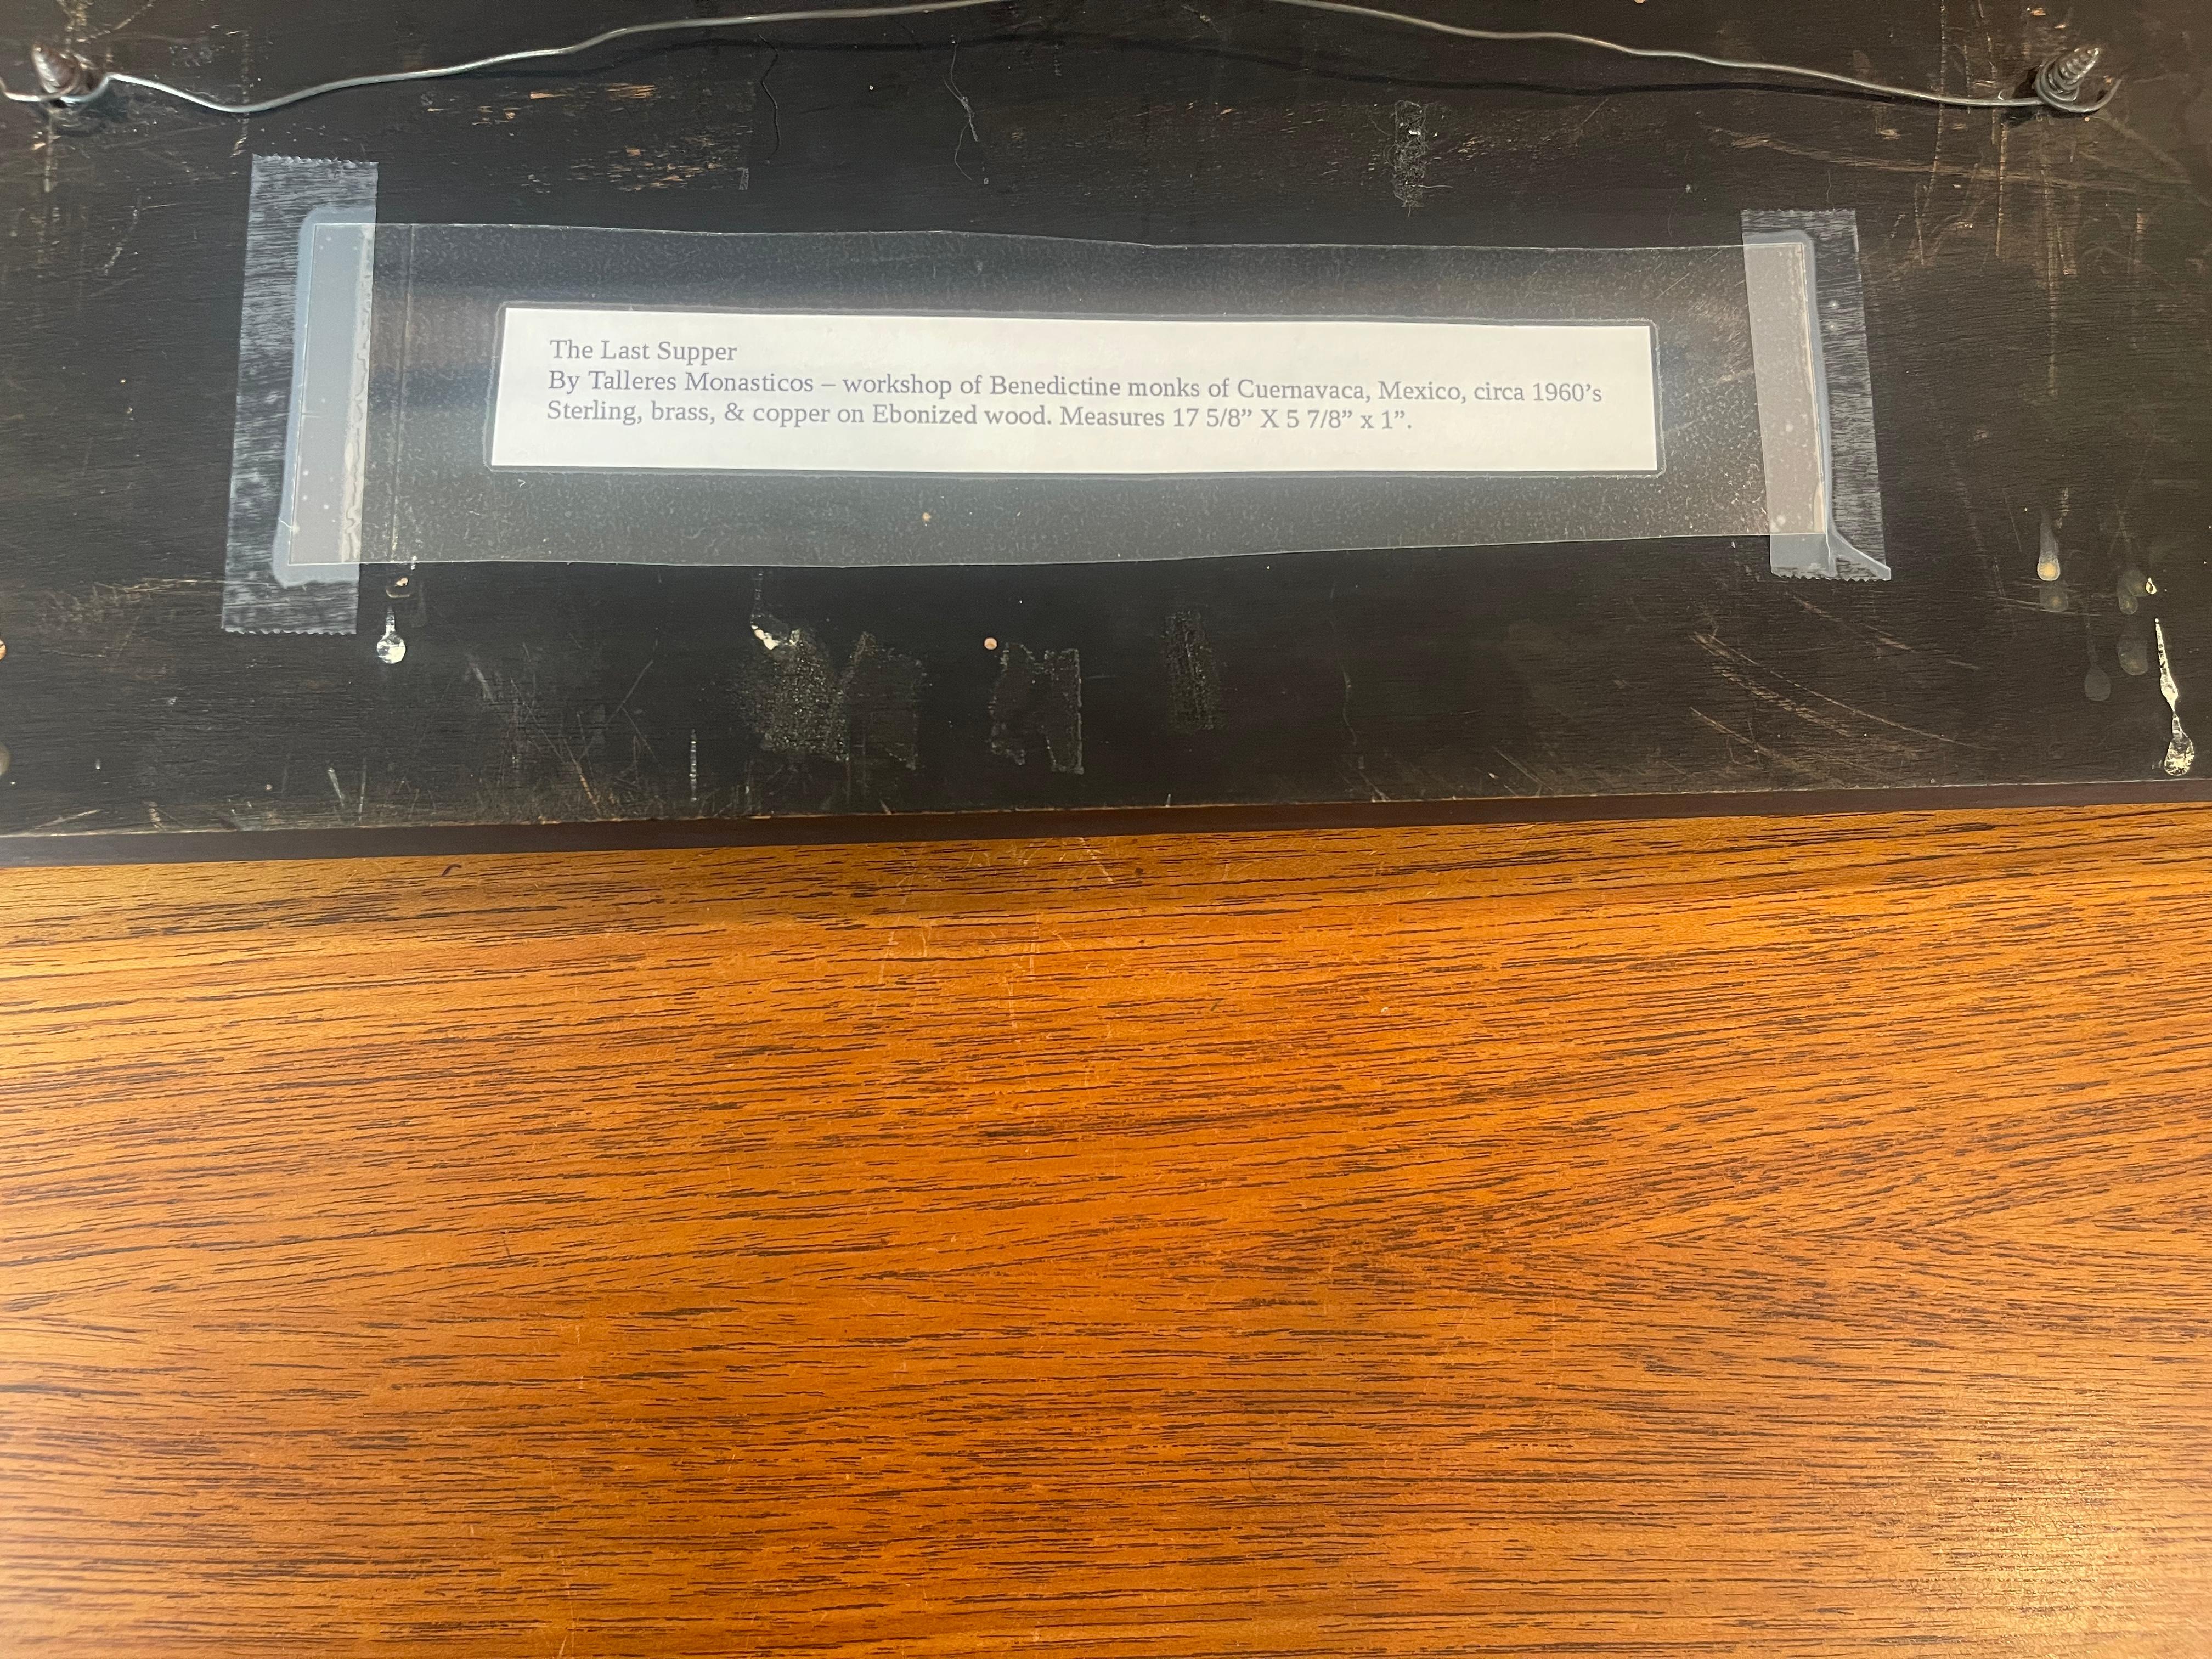 The Last Supper
By Talleres Monasticos – workshop of Benedictine monks of Cuernavaca, Mexico, circa 1960’s
Sterling, brass, & copper on Ebonized wood. Measures 17 5/8” X 5 7/8” x 1”.